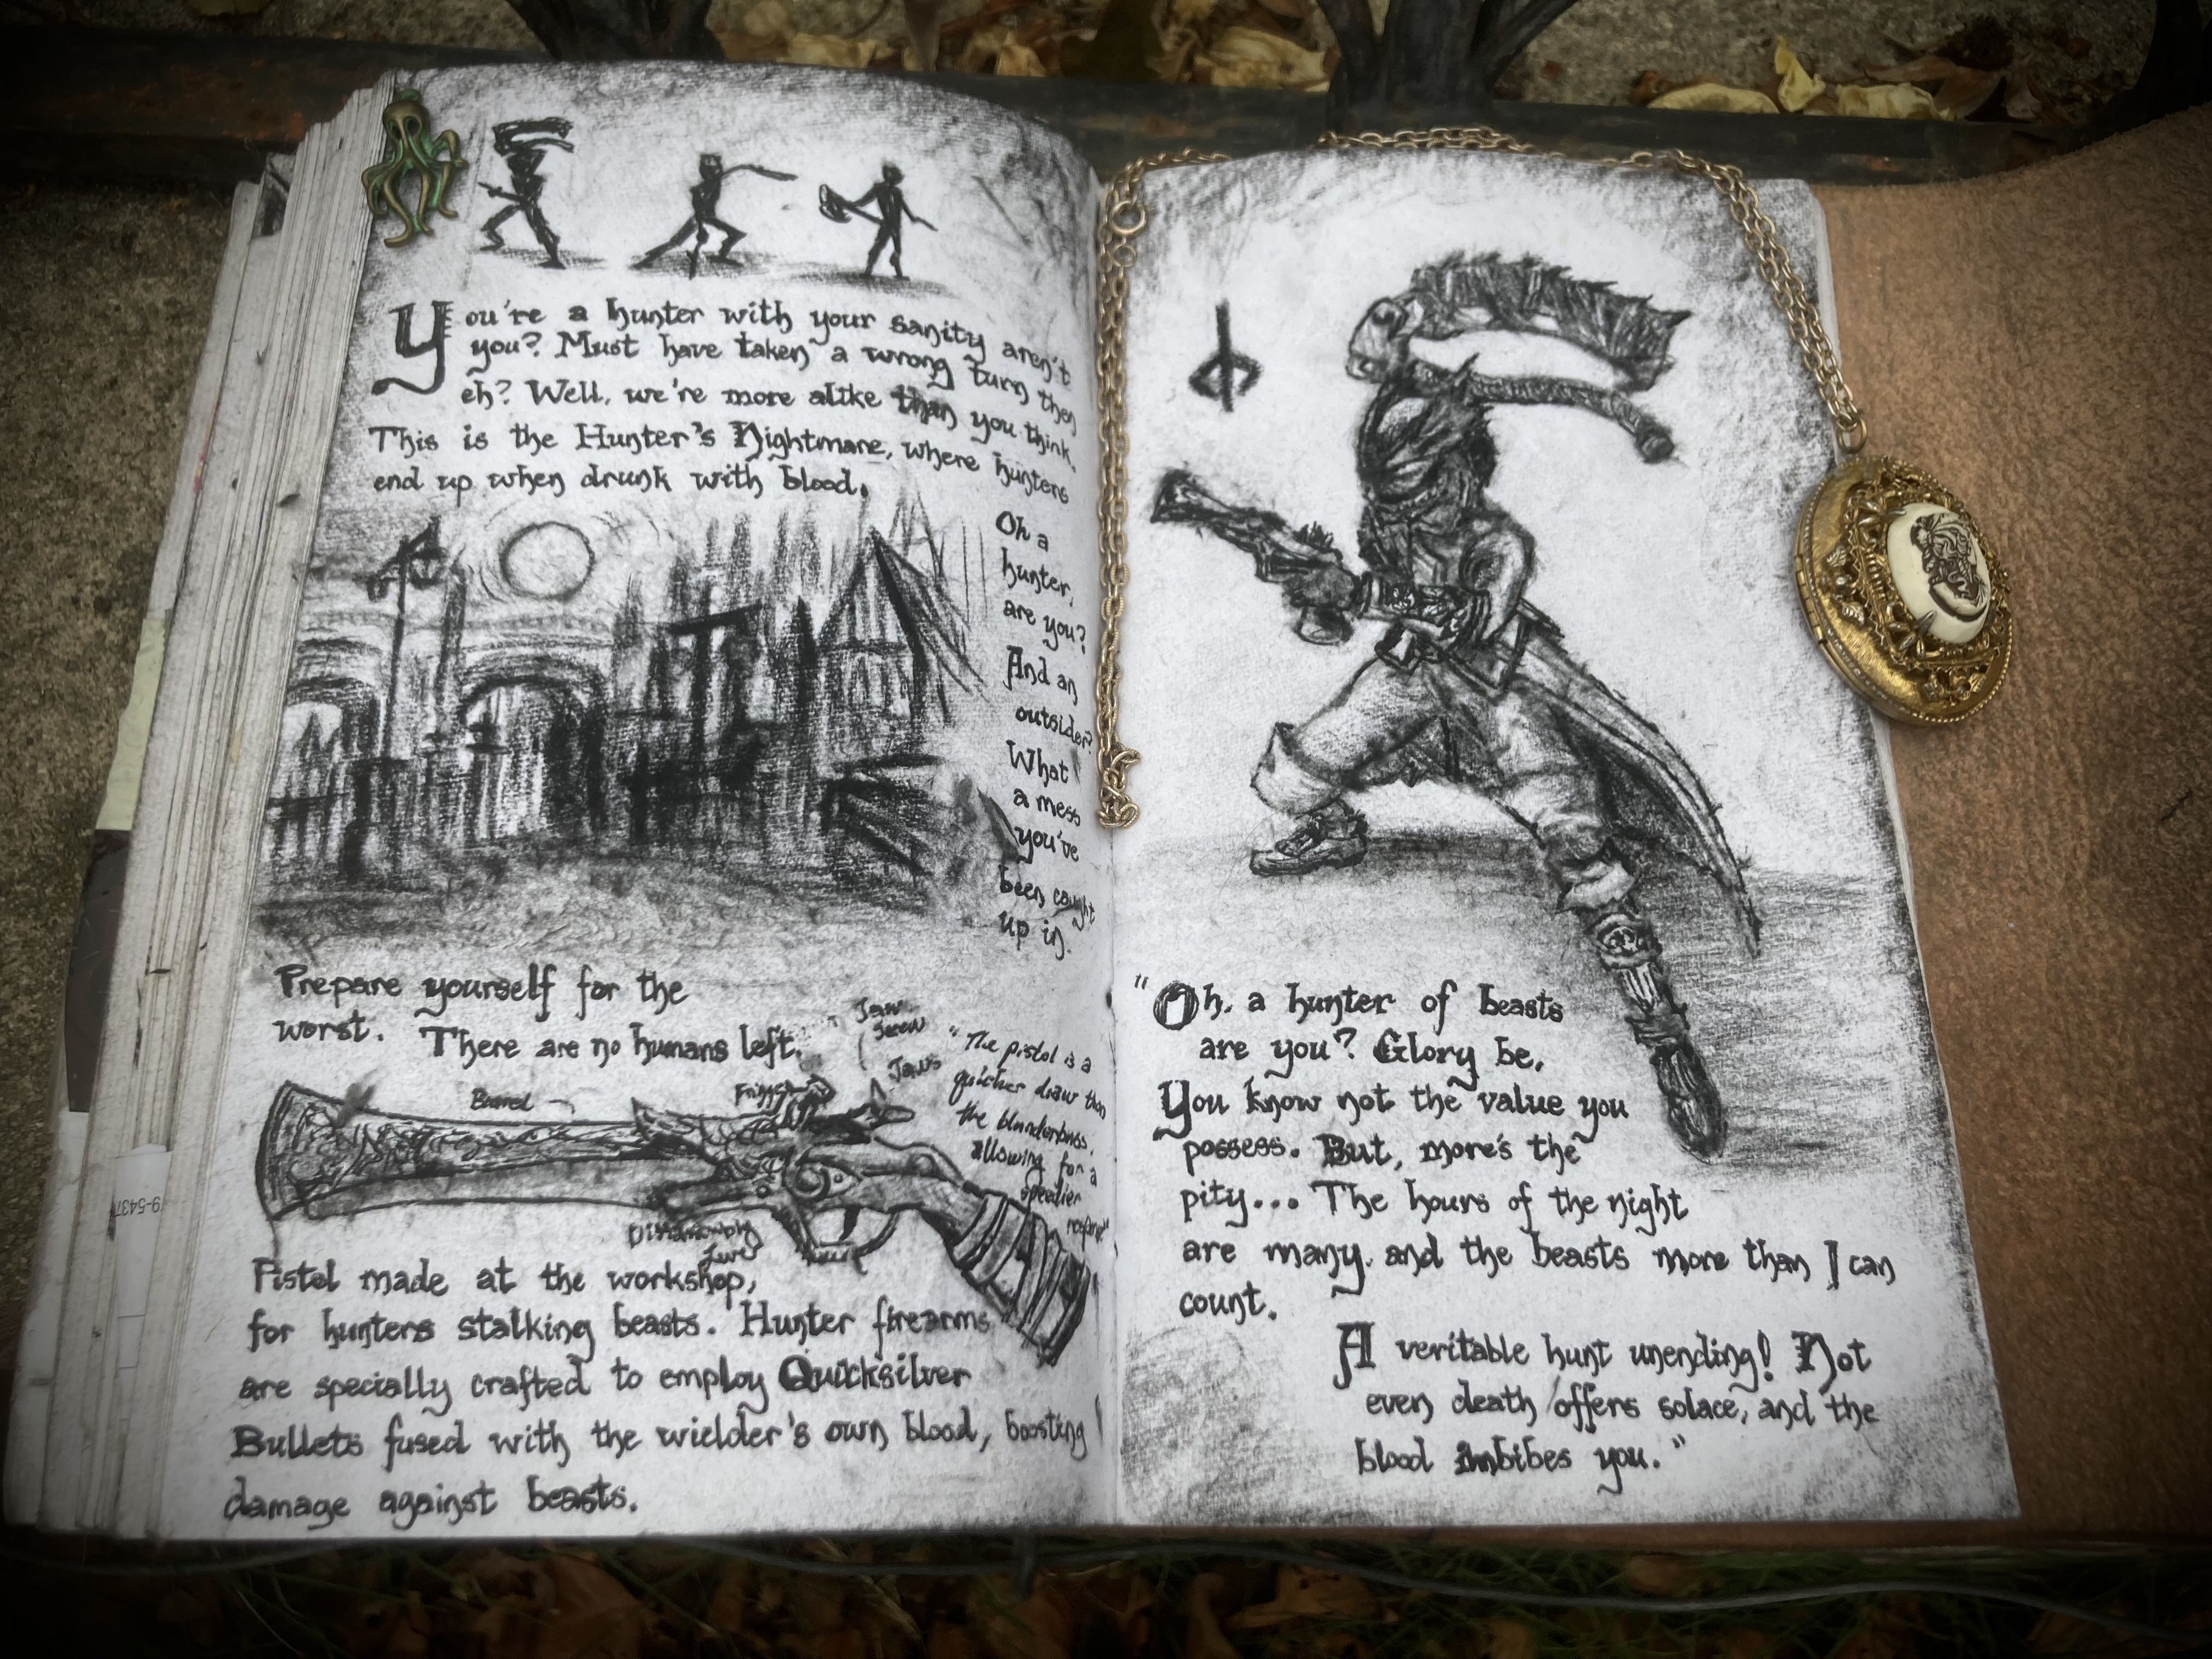 You're a hunter with your sanity aren't
you? Must have taken a wrong turn then
eh? Well, we're more alike than you think.
This is the Hunter's Nightmare, where hunters
end up when drunk with blood.
Oh a
hunter,
are you?
And an
outsider?
What
a mess
you've
been caught
up in.
Prepare yourself for the
worst. There are no humans left.
Jaw
Screw
Jaws
Frizzen
Barrel
"The pistol is a
quicker draw than
the blunderbuss,
allowing for a
speedier
Pistol made at the workshop,
for hunters stalking beasts. Hunter firearms
are specially crafted to employ Quicksilver
Bullets fused with the wielder's own blood, boosting
damage against beasts.
"Oh, a hunter of beasts
are you? Glory be,
You know not the value you
possess. But, more's the
pity... The hours of the night
are many, and the beasts more than I can
count.
A veritable hunt unending! Not
even death offers solace, and the
blood imbibes you."
9-5437